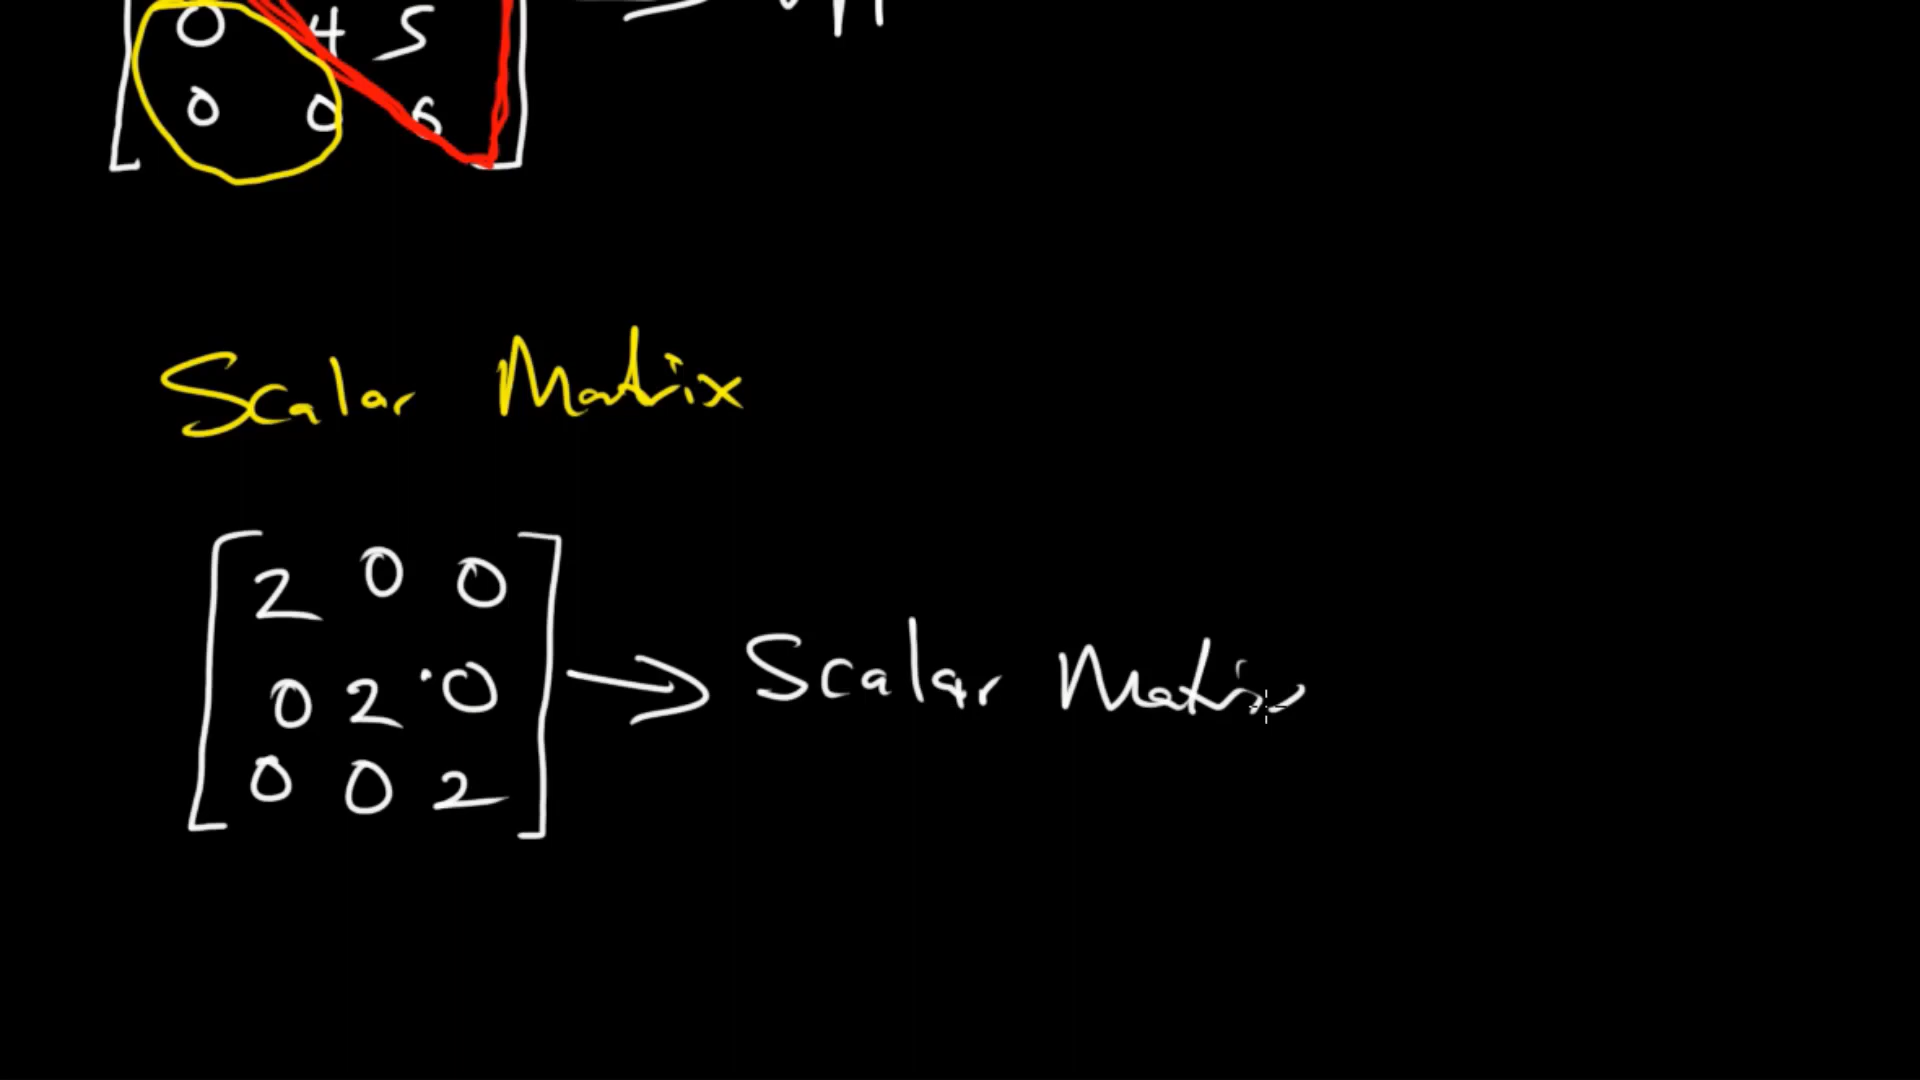 0 4 5
0 0 6
Scalar Matrix
2 0 0
0 2 0
0 0 2
→ Scalar Matrix